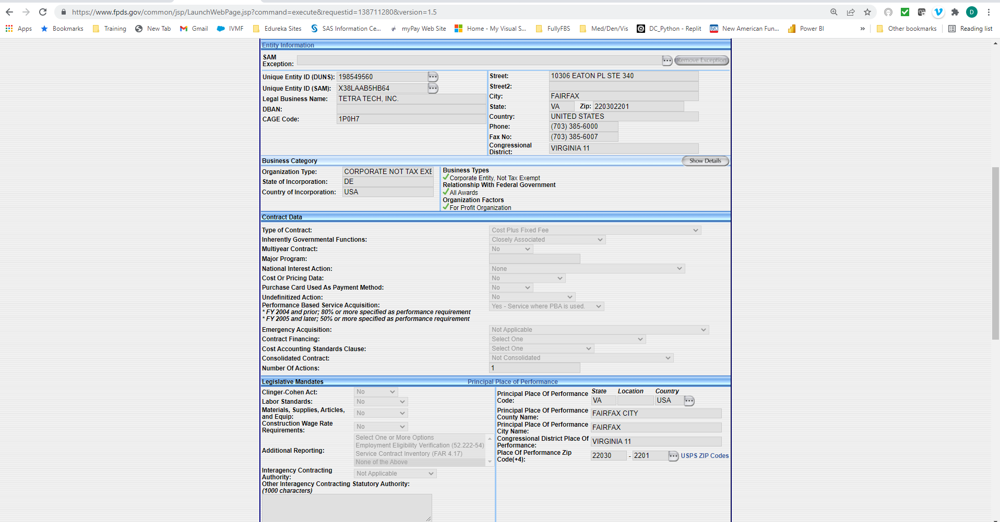 https://www.fpds.gov/common/jsp/LaunchWebPage.jsp?command=execute&requestid=138711280&version=1.5
D
Apps Bookmarks Training New Tab Gmail IVMF Edureka Sites SAS Information Ce... myPay Web Site Home - My Visual S... FullyFBS Med/Den/Vis DC_Python - Replit USN New American Fun... Power BI » Other bookmarks Reading list
Entity Information
SAM
Exception:
Remove Exception
Unique Entity ID (DUNS): 198549560
Unique Entity ID (SAM): X38LAAB5HB64
Legal Business Name: TETRA TECH, INC.
DBAN:
CAGE Code: 1P0H7
Street: 10306 EATON PL STE 340
Street2:
City: FAIRFAX
State: VA Zip: 220302201
Country: UNITED STATES
Phone: (703) 385-6000
Fax No: (703) 385-6007
Congressional
District: VIRGINIA 11
Business Category Show Details
Organization Type: CORPORATE NOT TAX EXE
State of Incorporation: DE
Country of Incorporation: USA
Business Types
Corporate Entity, Not Tax Exempt
Relationship With Federal Government
All Awards
Organization Factors
For Profit Organization
Contract Data
Type of Contract: Cost Plus Fixed Fee
Inherently Governmental Functions: Closely Associated
Multiyear Contract: No
Major Program:
National Interest Action: None
Cost Or Pricing Data: No
Purchase Card Used As Payment Method: No
Undefinitized Action: No
Performance Based Service Acquisition: Yes - Service where PBA is used.
* FY 2004 and prior; 80% or more specified as performance requirement
* FY 2005 and later; 50% or more specified as performance requirement
Emergency Acquisition: Not Applicable
Contract Financing: Select One
Cost Accounting Standards Clause: Select One
Consolidated Contract: Not Consolidated
Number Of Actions: 1
Legislative Mandates Principal Place of Performance
Clinger-Cohen Act: No
Labor Standards: No
Materials, Supplies, Articles,
and Equip: No
Construction Wage Rate
Requirements: No
Additional Reporting:
Select One or More Options
Employment Eligibility Verification (52.222-54)
Service Contract Inventory (FAR 4.17)
None of the Above
Interagency Contracting
Authority: Not Applicable
Other Interagency Contracting Statutory Authority:
(1000 characters)
State Location Country
Principal Place Of Performance
Code: VA USA
Principal Place Of Performance
County Name: FAIRFAX CITY
Principal Place Of Performance
City Name: FAIRFAX
Congressional District Place Of
Performance: VIRGINIA 11
Place Of Performance Zip
Code(+4): 22030 - 2201 USPS ZIP Codes